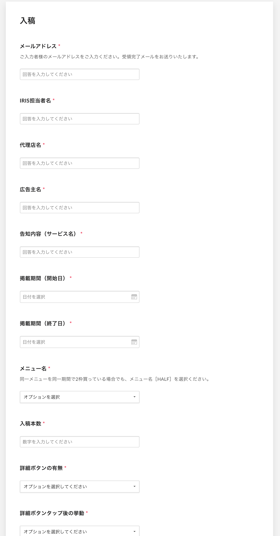 入稿
メールアドレス *
ご入力者様のメールアドレスをご入力ください。受領完了メールをお送りいたします。
回答を入力してください
IRIS担当者名 *
回答を入力してください
代理店名 *
回答を入力してください
広告主名 *
回答を入力してください
告知内容（サービス名） *
回答を入力してください
掲載期間（開始日） *
日付を選択
掲載期間（終了日） *
日付を選択
メニュー名 *
同一メニューを同一期間で2枠買っている場合でも、メニュー名［HALF］を選択ください。
オプションを選択
入稿本数 *
数字を入力してください
詳細ボタンの有無 *
オプションを選択してください
詳細ボタンタップ後の挙動 *
オプションを選択してください